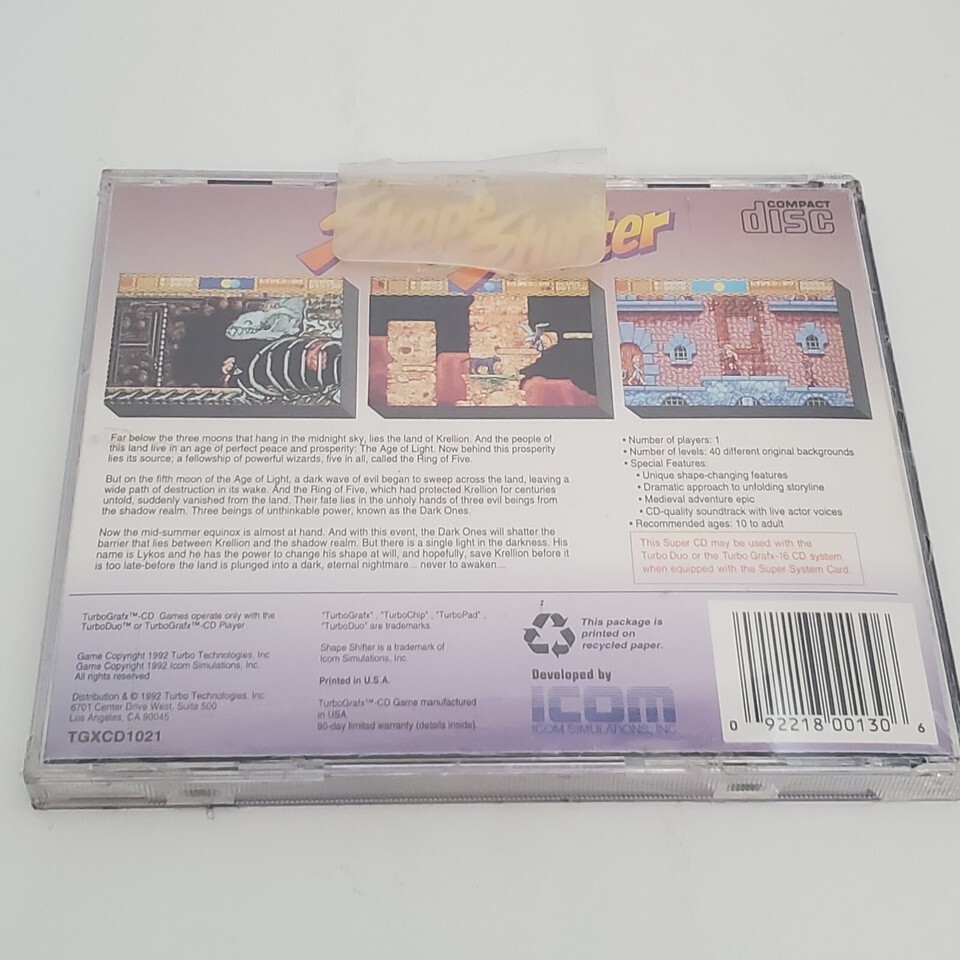 Shape Shifter
COMPACT
disc
Far below the three moons that hang in the midnight sky, lies the land of Krellion. And the people of
this land live in an age of perfect peace and prosperity: The Age of Light. Now behind this prosperity
lies its source; a fellowship of powerful wizards, five in all, called the Ring of Five.
But on the fifth moon of the Age of Light, a dark wave of evil began to sweep across the land, leaving a
wide path of destruction in its wake. And the Ring of Five, which had protected Krellion for centuries
untold, suddenly vanished from the land. Their fate lies in the unholy hands of three evil beings from
the shadow realm. Three beings of unthinkable power, known as the Dark Ones.
Now the mid-summer equinox is almost at hand. And with this event, the Dark Ones will shatter the
barrier that lies between Krellion and the shadow realm. But there is a single light in the darkness. His
name is Lykos and he has the power to change his shape at will, and hopefully, save Krellion before it
is too late-before the land is plunged into a dark, eternal nightmare... never to awaken...
• Number of players: 1
• Number of levels: 40 different original backgrounds
• Special Features:
• Unique shape-changing features
• Dramatic approach to unfolding storyline
• Medieval adventure epic
• CD-quality soundtrack with live actor voices
• Recommended ages: 10 to adult
This Super CD may be used with the
Turbo Duo or the Turbo Grafx-16 CD system
when equipped with the Super System Card.
TurboGrafx™-CD Games operate only with the
TurboDuo™ or TurboGrafx™-CD Player
Game Copyright 1992 Turbo Technologies, Inc
Game Copyright 1992 Icom Simulations, Inc.
All rights reserved
Distribution & © 1992 Turbo Technologies, Inc.
6701 Center Drive West, Suite 500
Los Angeles, CA 90045
TGXCD1021
"TurboGrafx", "TurboChip", "TurboPad",
"TurboDuo" are trademarks.
Shape Shifter is a trademark of
Icom Simulations, Inc.
Printed in U.S.A.
TurboGrafx™-CD Game manufactured
in USA.
90-day limited warranty (details inside).
This package is
printed on
recycled paper.
Developed by
ICOM
ICOM SIMULATIONS, INC.
0 92218 00130 6